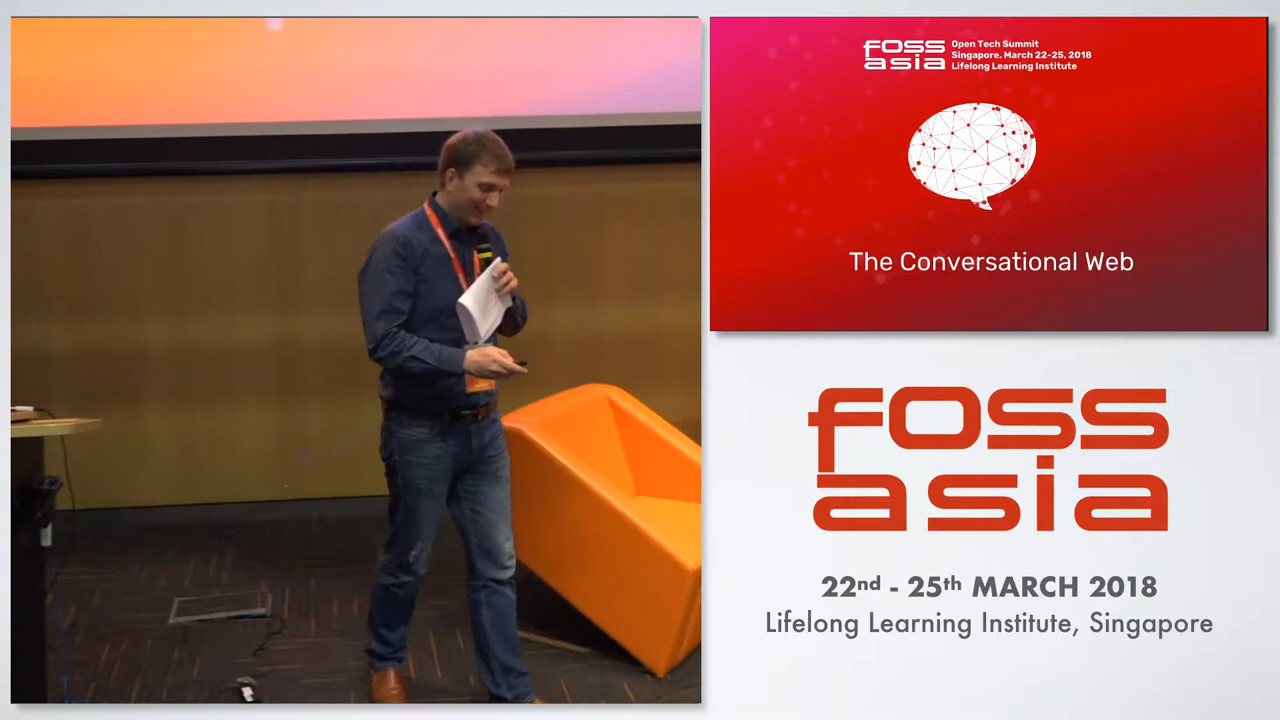 foss asia
Open Tech Summit
Singapore, March 22-25, 2018
Lifelong Learning Institute
The Conversational Web
foss
asia
22nd - 25th MARCH 2018
Lifelong Learning Institute, Singapore